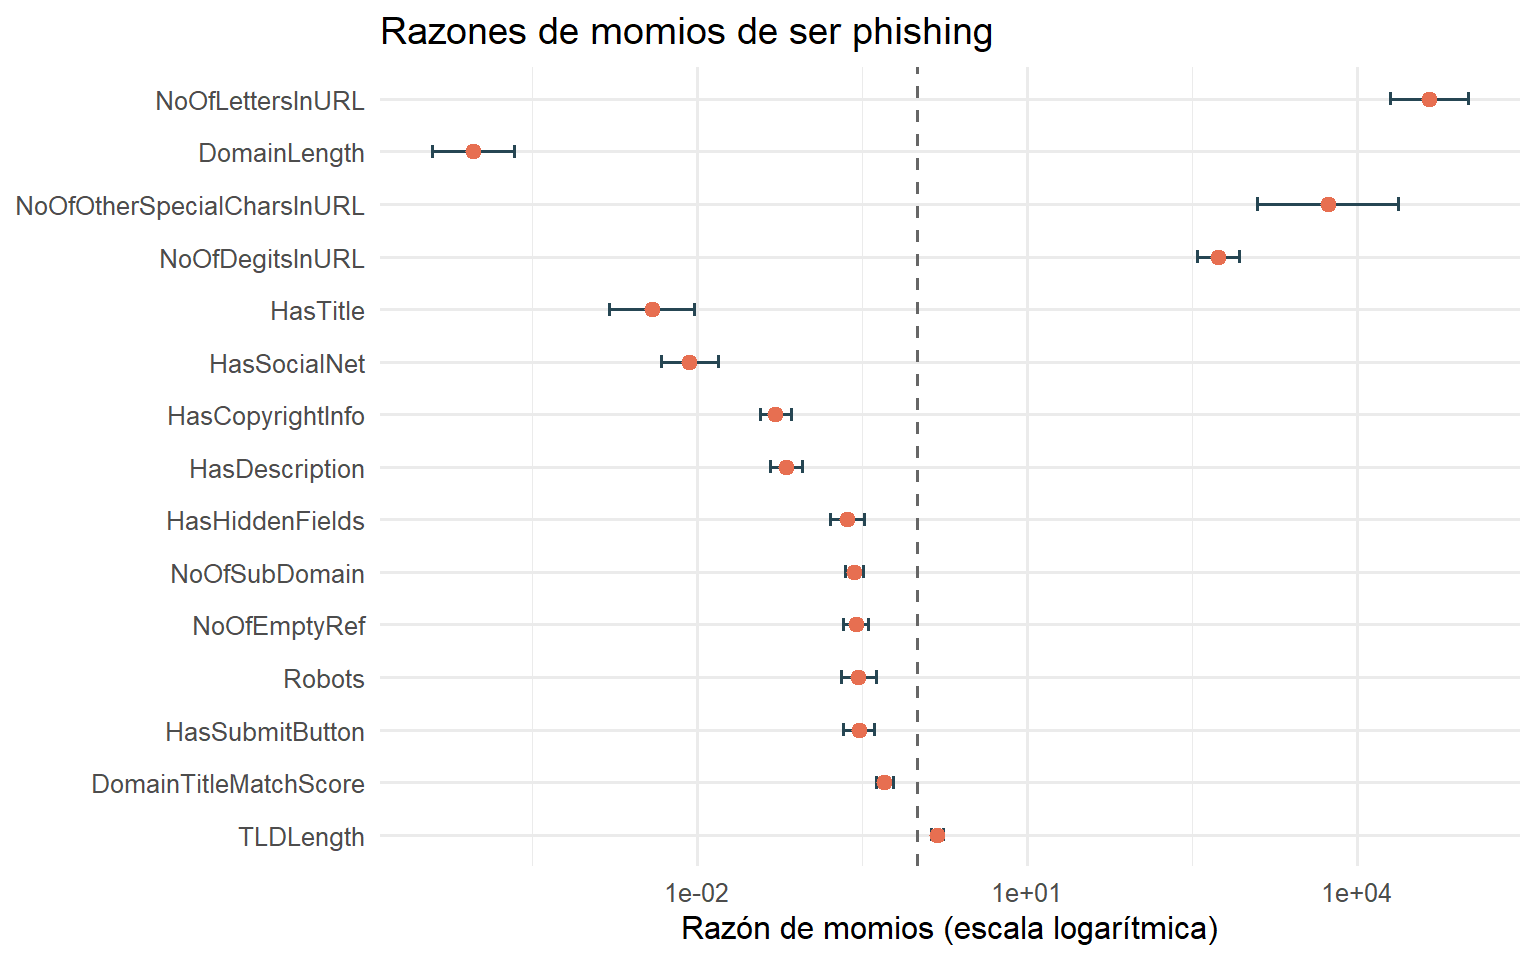 Razones de momios de ser phishing
NoOfLettersInURL
DomainLength
NoOfOtherSpecialCharsInURL
NoOfDegitsInURL
HasTitle
HasSocialNet
HasCopyrightInfo
HasDescription
HasHiddenFields
NoOfSubDomain
NoOfEmptyRef
Robots
HasSubmitButton
DomainTitleMatchScore
TLDLength
1e-02 1e+01 1e+04
Razón de momios (escala logarítmica)